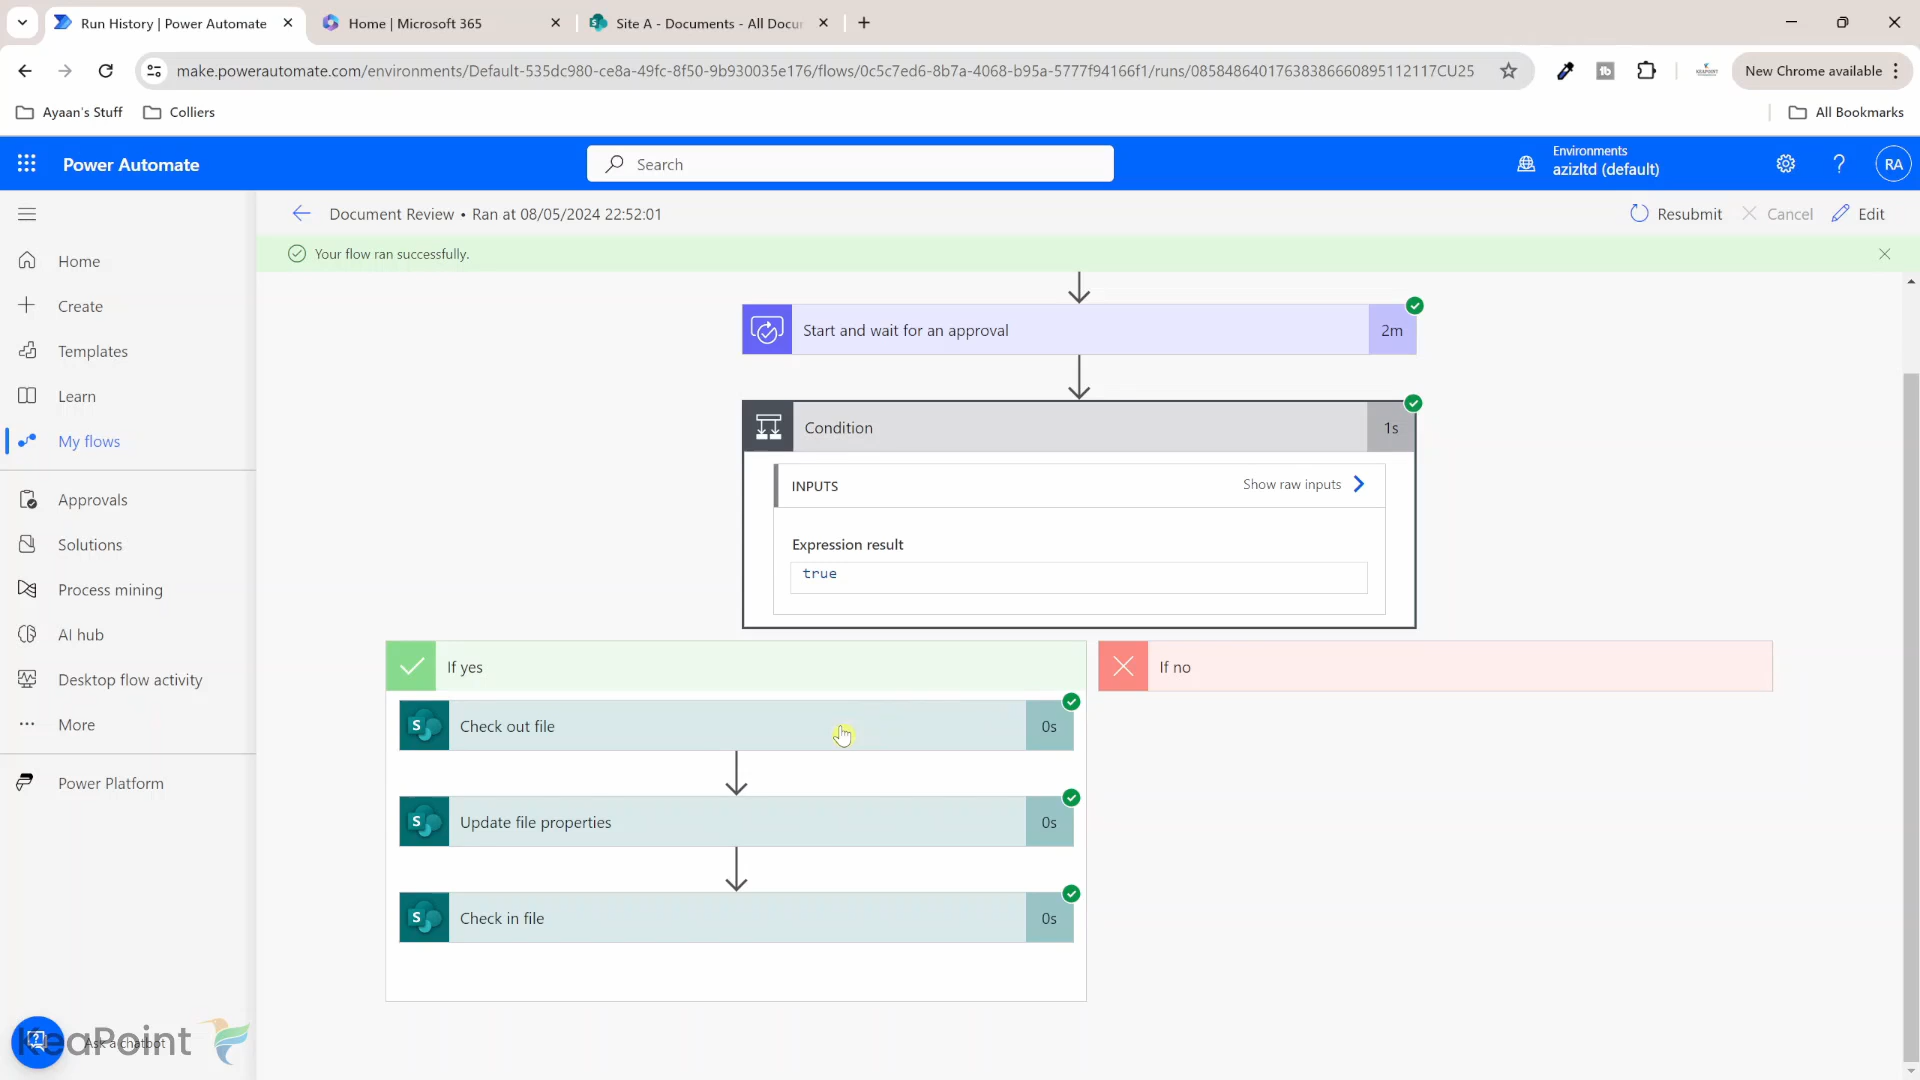 Run History | Power Automate
Home | Microsoft 365
Site A - Documents - All Docu
make.powerautomate.com/environments/Default-535dc980-ce8a-49fc-8f50-9b930035e176/flows/0c5c7ed6-8b7a-4068-b95a-5777f94166f1/runs/08584864017638386660895112117CU25
New Chrome available
Ayaan's Stuff
Colliers
All Bookmarks
Power Automate
Search
Environments
azizltd (default)
RA
Document Review • Ran at 08/05/2024 22:52:01
Resubmit
Cancel
Edit
Your flow ran successfully.
Home
Create
Templates
Learn
My flows
Approvals
Solutions
Process mining
AI hub
Desktop flow activity
More
Power Platform
Ask a chatbot
KeaPoint
Start and wait for an approval
2m
Condition
1s
INPUTS
Show raw inputs
Expression result
true
If yes
If no
Check out file
0s
Update file properties
0s
Check in file
0s